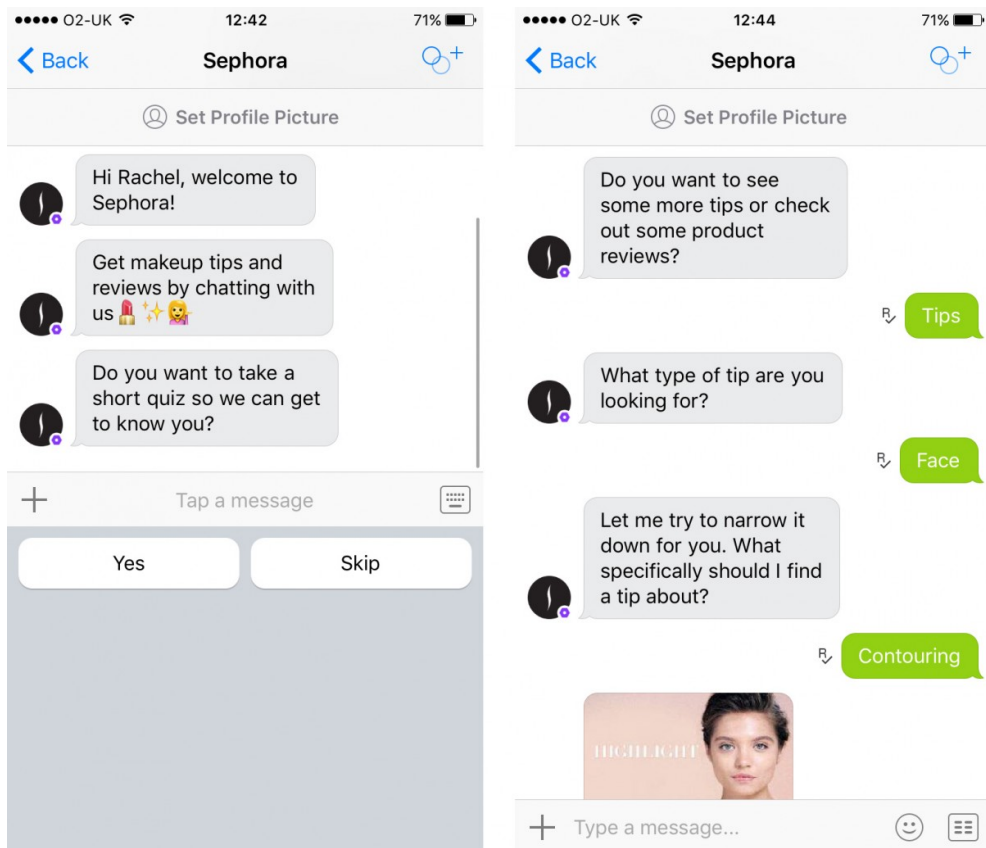 O2-UK 12:42 71%
Back Sephora
Set Profile Picture
Hi Rachel, welcome to
Sephora!
Get makeup tips and
reviews by chatting with
us💄✨💁
Do you want to take a
short quiz so we can get
to know you?
Tap a message
Yes Skip
O2-UK 12:44 71%
Back Sephora
Set Profile Picture
Do you want to see
some more tips or check
out some product
reviews?
R Tips
What type of tip are you
looking for?
R Face
Let me try to narrow it
down for you. What
specifically should I find
a tip about?
R Contouring
HIGHLIGHT
Type a message...